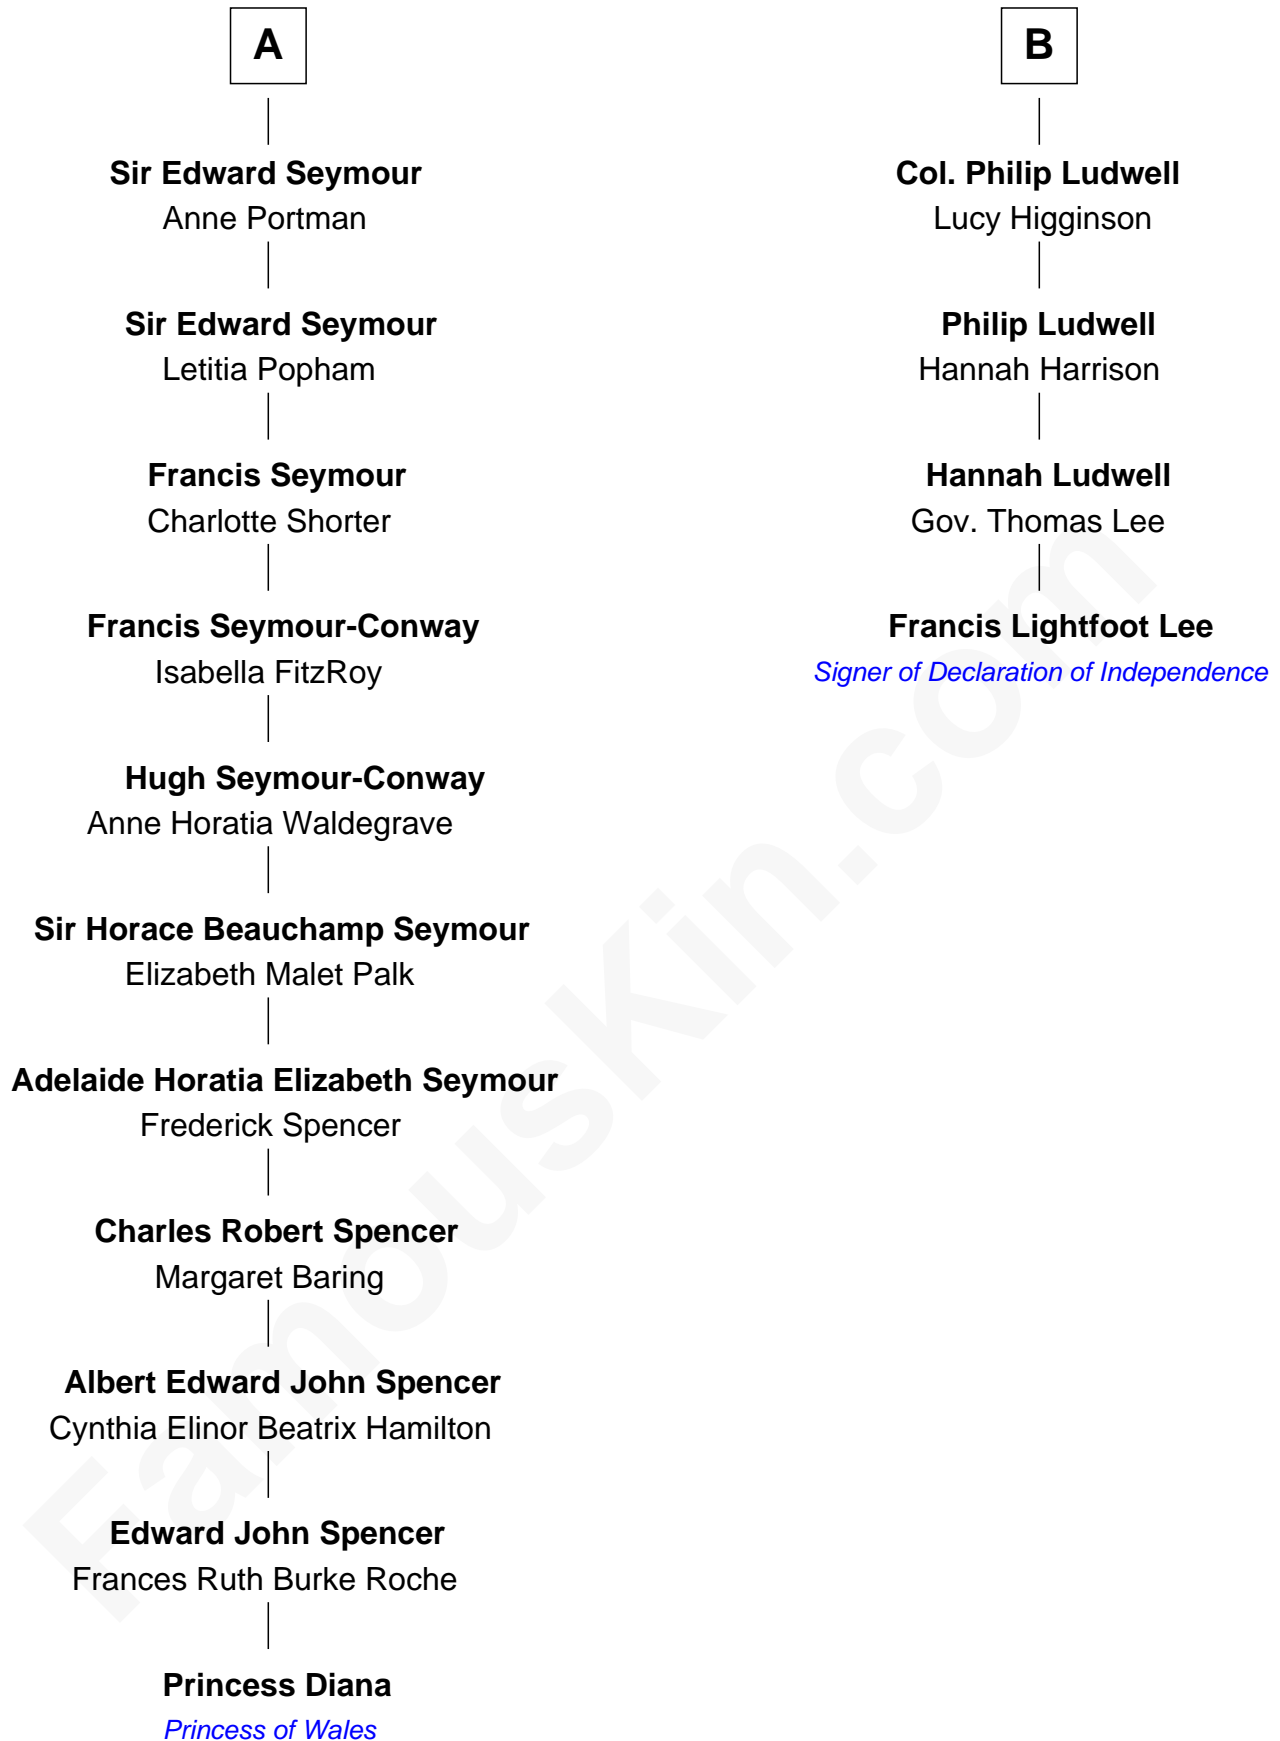 A
Sir Edward Seymour
Anne Portman
Sir Edward Seymour
Letitia Popham
Francis Seymour
Charlotte Shorter
Francis Seymour-Conway
Isabella FitzRoy
Hugh Seymour-Conway
Anne Horatia Waldegrave
Sir Horace Beauchamp Seymour
Elizabeth Malet Palk
Adelaide Horatia Elizabeth Seymour
Frederick Spencer
Charles Robert Spencer
Margaret Baring
Albert Edward John Spencer
Cynthia Elinor Beatrix Hamilton
Edward John Spencer
Frances Ruth Burke Roche
Princess Diana
Princess of Wales
B
Col. Philip Ludwell
Lucy Higginson
Philip Ludwell
Hannah Harrison
Hannah Ludwell
Gov. Thomas Lee
Francis Lightfoot Lee
Signer of Declaration of Independence
FamousKin.com